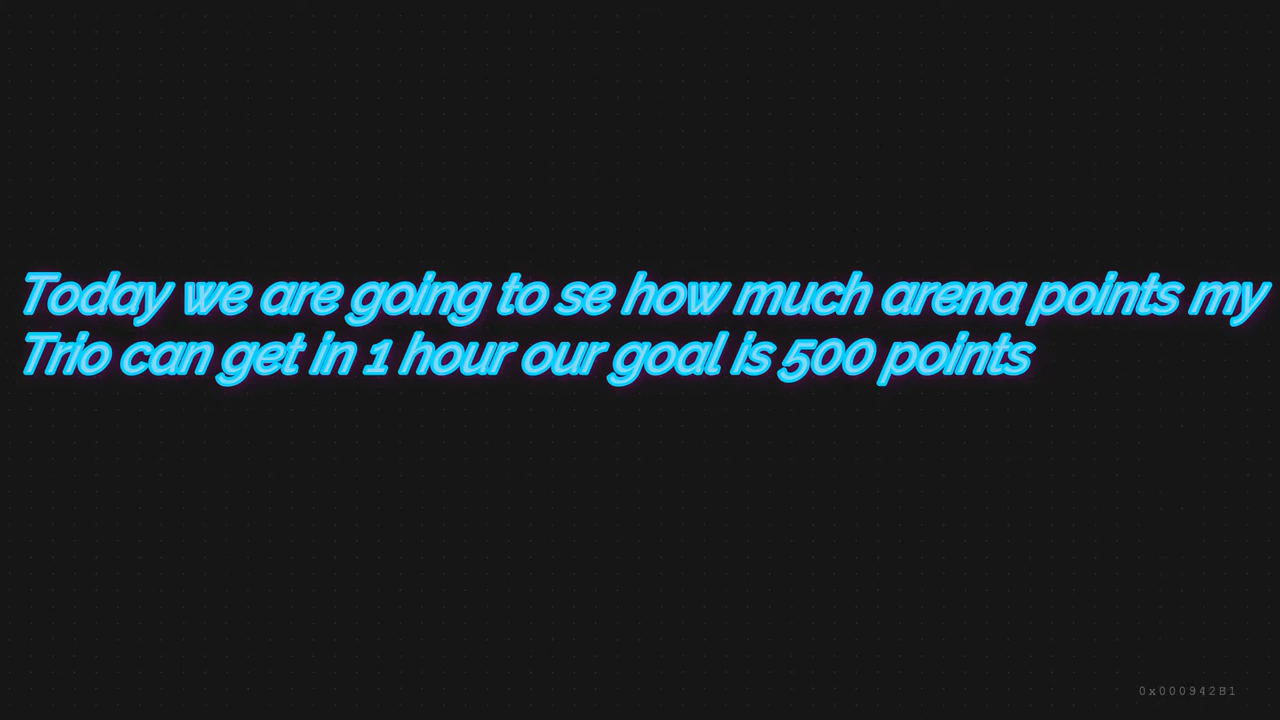 Today we are going to se how much arena points my
Trio can get in 1 hour our goal is 500 points
0x000942B1